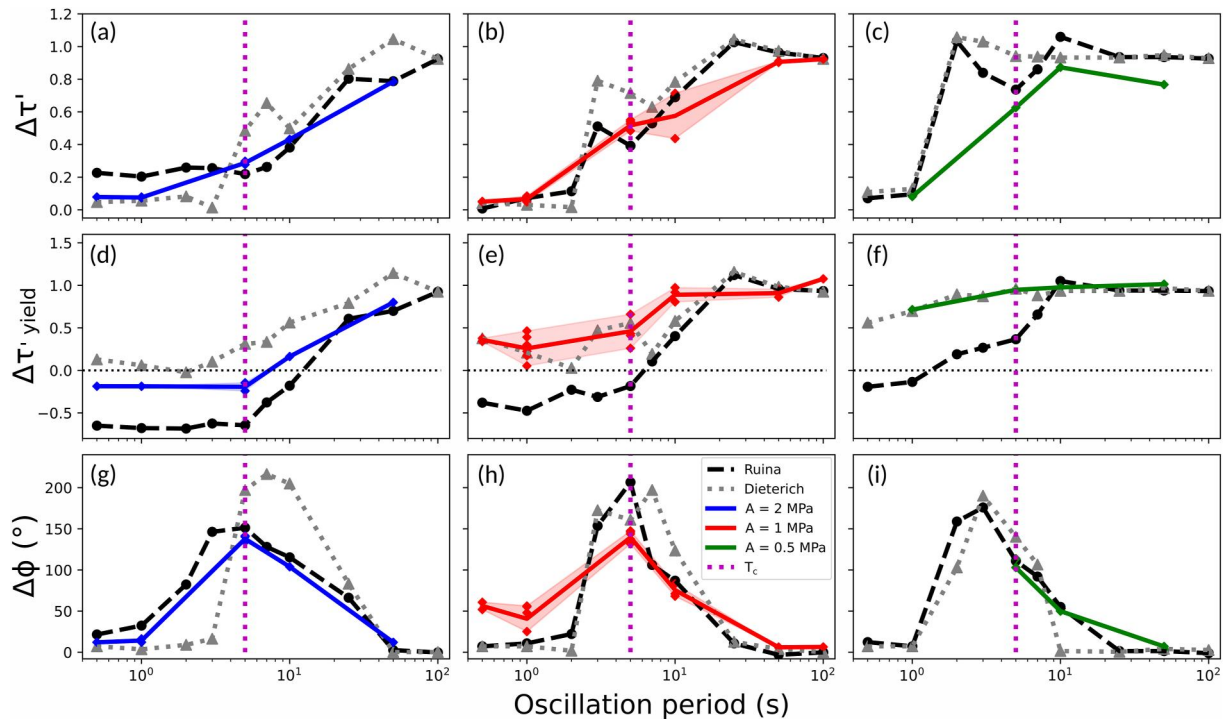 (a)
(b)
(c)
Δτ'
1.2
1.0
0.8
0.6
0.4
0.2
0.0
(d)
(e)
(f)
Δτ' yield
1.5
1.0
0.5
0.0
−0.5
(g)
(h)
(i)
Δϕ (°)
200
150
100
50
0
Ruina
Dieterich
A = 2 MPa
A = 1 MPa
A = 0.5 MPa
T꜀
10⁰ 10¹ 10² 10⁰ 10¹ 10² 10⁰ 10¹ 10²
Oscillation period (s)